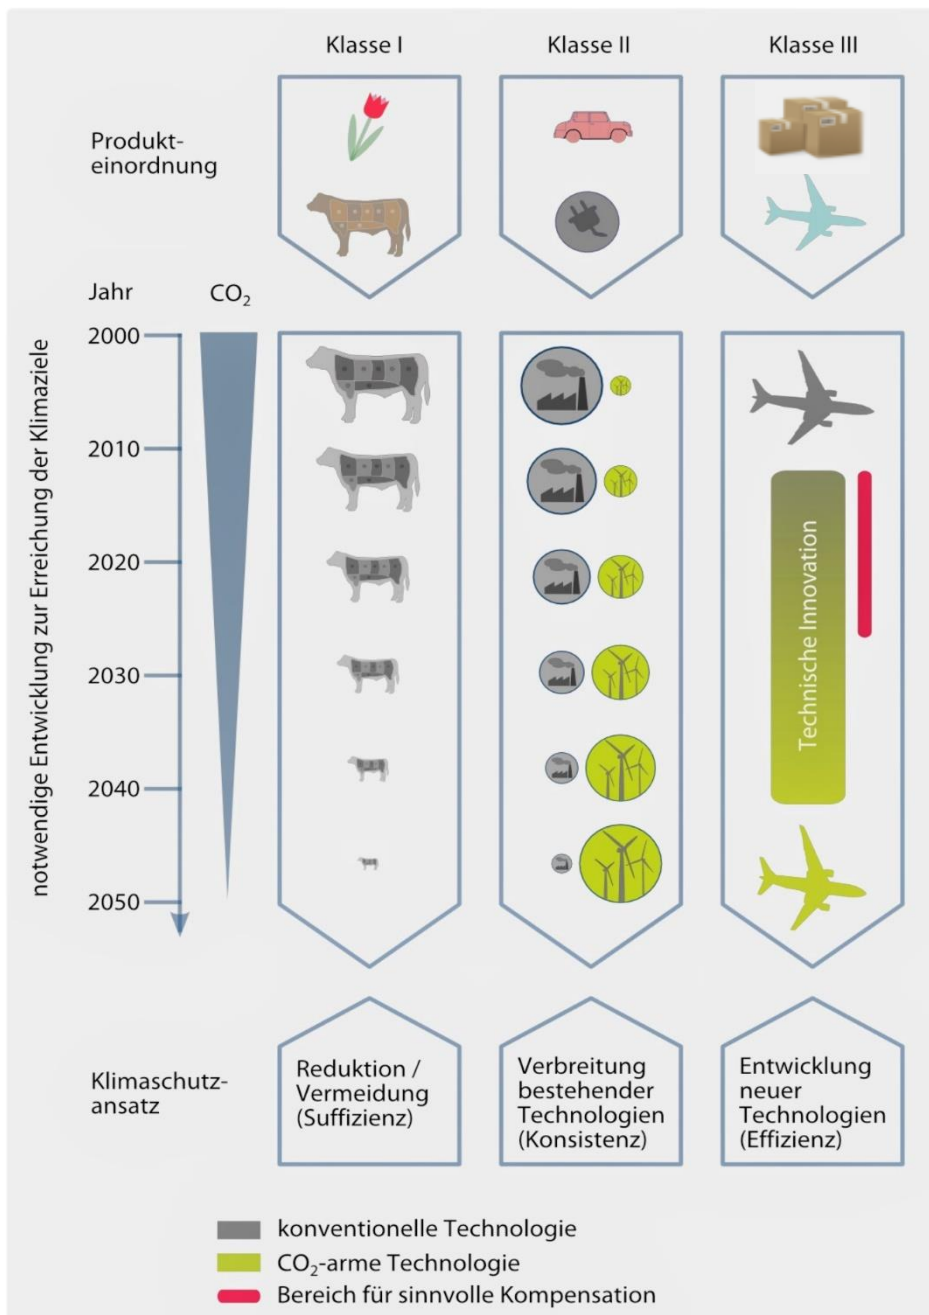 Klasse I
Klasse II
Klasse III
Produkt-
einordnung
Jahr
CO₂
notwendige Entwicklung zur Erreichung der Klimaziele
2000
2010
2020
2030
2040
2050
Technische Innovation
Klimaschutz-
ansatz
Reduktion /
Vermeidung
(Suffizienz)
Verbreitung
bestehender
Technologien
(Konsistenz)
Entwicklung
neuer
Technologien
(Effizienz)
konventionelle Technologie
CO₂-arme Technologie
Bereich für sinnvolle Kompensation